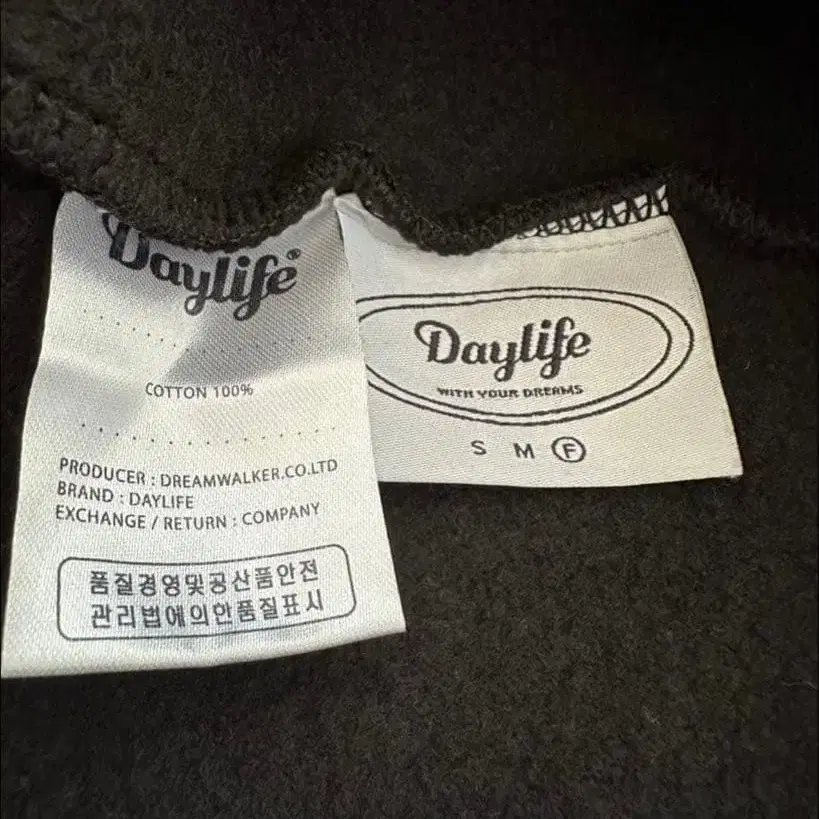 Daylife
COTTON 100%
PRODUCER : DREAMWALKER.CO.LTD
BRAND : DAYLIFE
EXCHANGE / RETURN : COMPANY
품질경영및공산품안전
관리법에의한품질표시
Daylife
WITH YOUR DREAMS
S M F